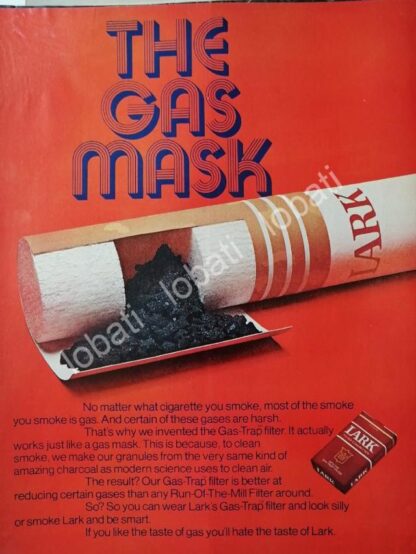 THE
GAS
MASK
LARK
lobati lobati lobati
lobati lobati lobati
No matter what cigarette you smoke, most of the smoke
you smoke is gas. And certain of these gases are harsh.
That's why we invented the Gas-Trap filter. It actually
works just like a gas mask. This is because, to clean
smoke, we make our granules from the very same kind of
amazing charcoal as modern science uses to clean air.
The result? Our Gas-Trap filter is better at
reducing certain gases than any Run-Of-The-Mill Filter around.
So? So you can wear Lark's Gas-Trap filter and look silly
or smoke Lark and be smart.
If you like the taste of gas you'll hate the taste of Lark.
LARK
LARK